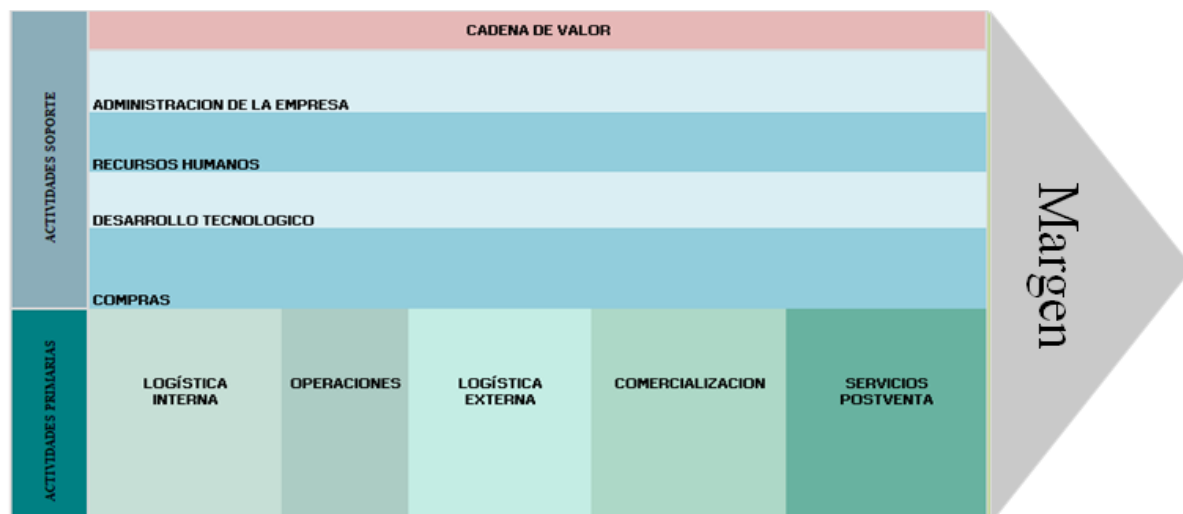 CADENA DE VALOR
ACTIVIDADES SOPORTE
ADMINISTRACION DE LA EMPRESA
RECURSOS HUMANOS
DESARROLLO TECNOLOGICO
COMPRAS
ACTIVIDADES PRIMARIAS
LOGÍSTICA
INTERNA
OPERACIONES
LOGÍSTICA
EXTERNA
COMERCIALIZACION
SERVICIOS
POSTVENTA
Margen